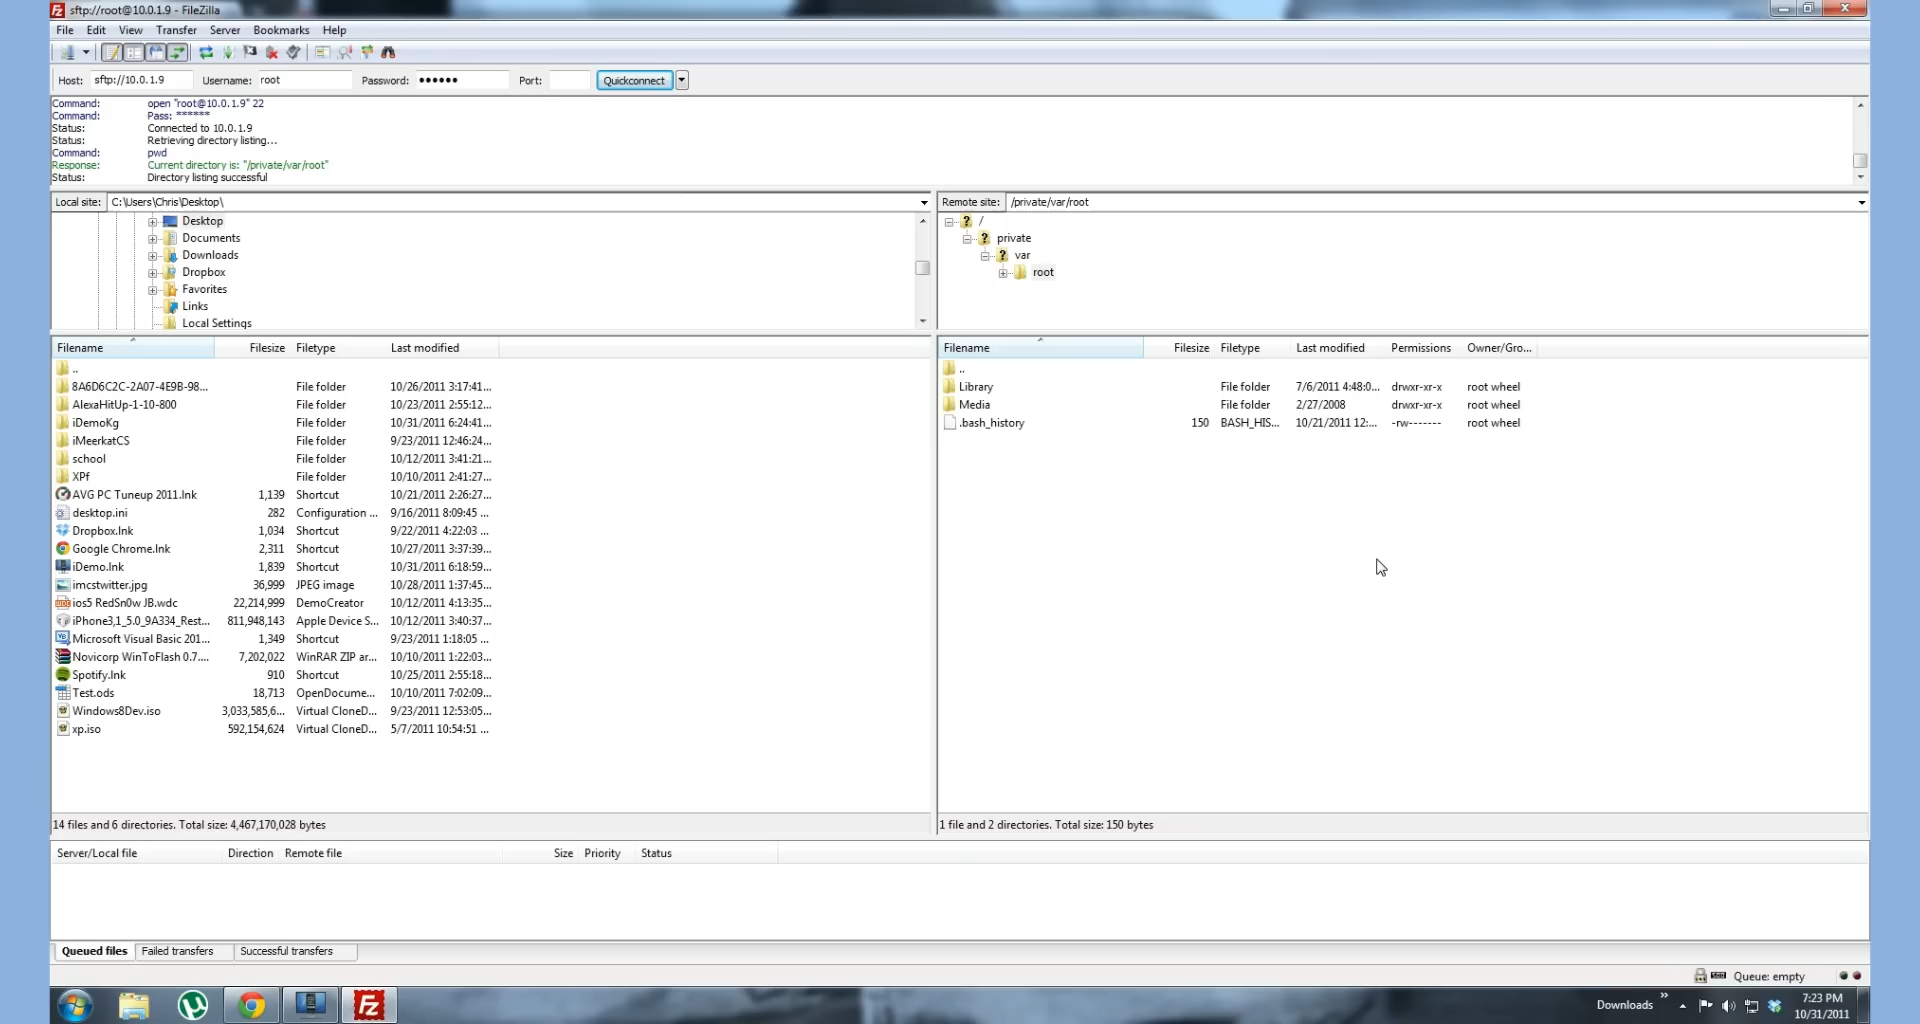 sftp://root@10.0.1.9 - FileZilla
File Edit View Transfer Server Bookmarks Help
Host: sftp://10.0.1.9 Username: root Password: •••••• Port: Quickconnect
Command: open "root@10.0.1.9" 22
Command: Pass: ******
Status: Connected to 10.0.1.9
Status: Retrieving directory listing...
Command: pwd
Response: Current directory is: "/private/var/root"
Status: Directory listing successful
Local site: C:\Users\Chris\Desktop\
Desktop
Documents
Downloads
Dropbox
Favorites
Links
Local Settings
Remote site: /private/var/root
/
private
var
root
Filename Filesize Filetype Last modified
..
8A6D6C2C-2A07-4E9B-98... File folder 10/26/2011 3:17:41...
AlexaHitUp-1-10-800 File folder 10/23/2011 2:55:12...
iDemoKg File folder 10/31/2011 6:24:41...
iMeerkatCS File folder 9/23/2011 12:46:24...
school File folder 10/12/2011 3:41:21...
XPf File folder 10/10/2011 2:41:27...
AVG PC Tuneup 2011.lnk 1,139 Shortcut 10/21/2011 2:26:27...
desktop.ini 282 Configuration ... 9/16/2011 8:09:45 ...
Dropbox.lnk 1,034 Shortcut 9/22/2011 4:22:03 ...
Google Chrome.lnk 2,311 Shortcut 10/27/2011 3:37:39...
iDemo.lnk 1,839 Shortcut 10/31/2011 6:18:59...
imcstwitter.jpg 36,999 JPEG image 10/28/2011 1:37:45...
ios5 RedSn0w JB.wdc 22,214,999 DemoCreator 10/12/2011 4:13:35...
iPhone3,1_5.0_9A334_Rest... 811,948,143 Apple Device S... 10/12/2011 3:40:37...
Microsoft Visual Basic 201... 1,349 Shortcut 9/23/2011 1:18:05 ...
Novicorp WinToFlash 0.7.... 7,202,022 WinRAR ZIP ar... 10/10/2011 1:22:03...
Spotify.lnk 910 Shortcut 10/25/2011 2:55:18...
Test.ods 18,713 OpenDocume... 10/10/2011 7:02:09...
Windows8Dev.iso 3,033,585,6... Virtual CloneD... 9/23/2011 12:53:05...
xp.iso 592,154,624 Virtual CloneD... 5/7/2011 10:54:51 ...
14 files and 6 directories. Total size: 4,467,170,028 bytes
Filename Filesize Filetype Last modified Permissions Owner/Gro...
..
Library File folder 7/6/2011 4:48:0... drwxr-xr-x root wheel
Media File folder 2/27/2008 drwxr-xr-x root wheel
.bash_history 150 BASH_HIS... 10/21/2011 12:... -rw------- root wheel
1 file and 2 directories. Total size: 150 bytes
Server/Local file Direction Remote file Size Priority Status
Queued files Failed transfers Successful transfers
Queue: empty
Downloads
7:23 PM
10/31/2011